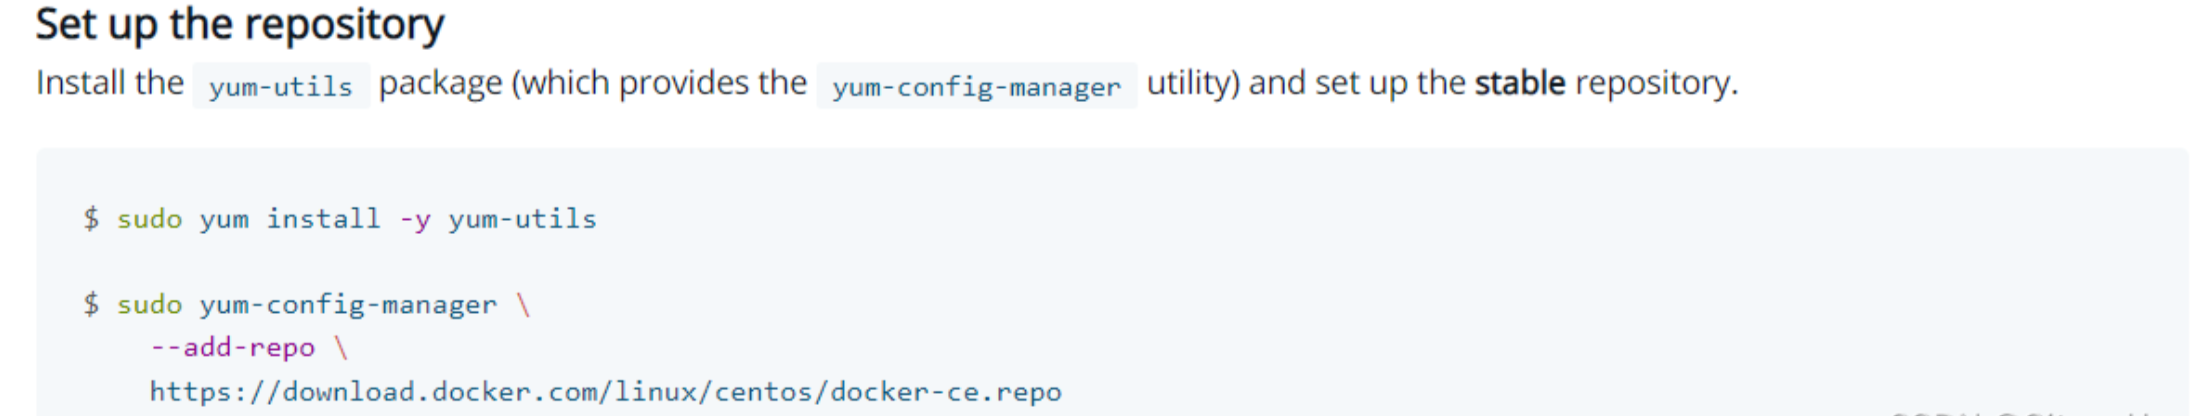 Set up the repository
Install the yum-utils package (which provides the yum-config-manager utility) and set up the stable repository.
$ sudo yum install -y yum-utils
$ sudo yum-config-manager \
--add-repo \
https://download.docker.com/linux/centos/docker-ce.repo